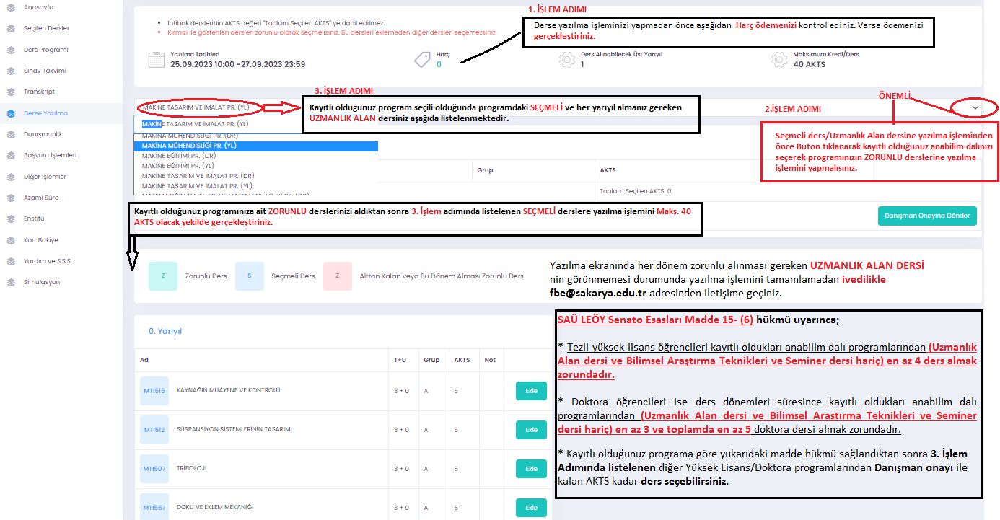 Anasayfa
Seçilen Dersler
Ders Programı
Sınav Takvimi
Transkript
Derse Yazılma
Danışmanlık
Başvuru İşlemleri
Diğer İşlemler
Azami Süre
Enstitü
Kart Bakiye
Yardım ve S.S.S.
Simulasyon
1. İŞLEM ADIMI
İntibak derslerinin AKTS değeri "Toplam Seçilen AKTS" ye dahil edilmez.
Kırmızı ile gösterilen dersleri zorunlu olarak seçmelisiniz. Bu dersleri eklemeden diğer dersleri seçemezsiniz.
Derse yazılma işleminizi yapmadan önce aşağıdan Harç ödemenizi kontrol ediniz. Varsa ödemenizi
gerçekleştiriniz.
Yazılma Tarihleri
25.09.2023 10:00 -27.09.2023 23:59
Harç
0
Ders Alınabilecek Üst Yarıyıl
1
Maksimum Kredi/Ders
40 AKTS
3. İŞLEM ADIMI
MAKİNE TASARIM VE İMALAT PR. (YL)
MAKİNE TASARIM VE İMALAT PR. (YL)
MAKİNA MÜHENDİSLİĞİ PR. (DR)
MAKİNA MÜHENDİSLİĞİ PR. (YL)
MAKİNE EĞİTİMİ PR. (DR)
MAKİNE EĞİTİMİ PR. (YL)
MAKİNE TASARIM VE İMALAT PR. (DR)
MAKİNE TASARIM VE İMALAT PR. (YL)
MATEMATİĞİN TEMELLERİ VE MATEMATİK LOJİK PR. (DR)
Kayıtlı olduğunuz program seçili olduğunda programdaki SEÇMELİ ve her yarıyıl almanız gereken
UZMANLIK ALAN dersiniz aşağıda listelenmektedir.
ÖNEMLİ
2.İŞLEM ADIMI
Seçmeli ders/Uzmanlık Alan dersine yazılma işleminden
önce Buton tıklanarak kayıtlı olduğunuz anabilim dalınızı
seçerek programınızın ZORUNLU derslerine yazılma
işlemini yapmalısınız.
Grup
AKTS
Toplam Seçilen AKTS: 0
Kayıtlı olduğunuz programınıza ait ZORUNLU derslerinizi aldıktan sonra 3. İşlem adımında listelenen SEÇMELİ derslere yazılma işlemini Maks. 40
AKTS olacak şekilde gerçekleştiriniz.
Danışman Onayına Gönder
Z
Zorunlu Ders
S
Seçmeli Ders
Z
Alttan Kalan veya Bu Dönem Alması Zorunlu Ders
Yazılma ekranında her dönem zorunlu alınması gereken UZMANLIK ALAN DERSİ
nin görünmemesi durumunda yazılma işlemini tamamlamadan ivedilikle
fbe@sakarya.edu.tr adresinden iletişime geçiniz.
0. Yarıyıl
Ad T+U Grup AKTS Not
MTI515 KAYNAĞIN MUAYENE VE KONTROLÜ 3 + 0 A 6 Ekle
MTI512 SÜSPANSİYON SİSTEMLERİNİN TASARIMI 3 + 0 A 6 Ekle
MTI507 TRİBOLOJİ 3 + 0 A 6 Ekle
MTI567 DOKU VE EKLEM MEKANİĞİ 3 + 0 A 6 Ekle
SAÜ LEÖY Senato Esasları Madde 15- (6) hükmü uyarınca;
* Tezli yüksek lisans öğrencileri kayıtlı oldukları anabilim dalı programlarından (Uzmanlık
Alan dersi ve Bilimsel Araştırma Teknikleri ve Seminer dersi hariç) en az 4 ders almak
zorundadır.
* Doktora öğrencileri ise ders dönemleri süresince kayıtlı oldukları anabilim dalı
programlarından (Uzmanlık Alan dersi ve Bilimsel Araştırma Teknikleri ve Seminer
dersi hariç) en az 3 ve toplamda en az 5 doktora dersi almak zorundadır.
* Kayıtlı olduğunuz programa göre yukarıdaki madde hükmü sağlandıktan sonra 3. İşlem
Adımında listelenen diğer Yüksek Lisans/Doktora programlarından Danışman onayı ile
kalan AKTS kadar ders seçebilirsiniz.